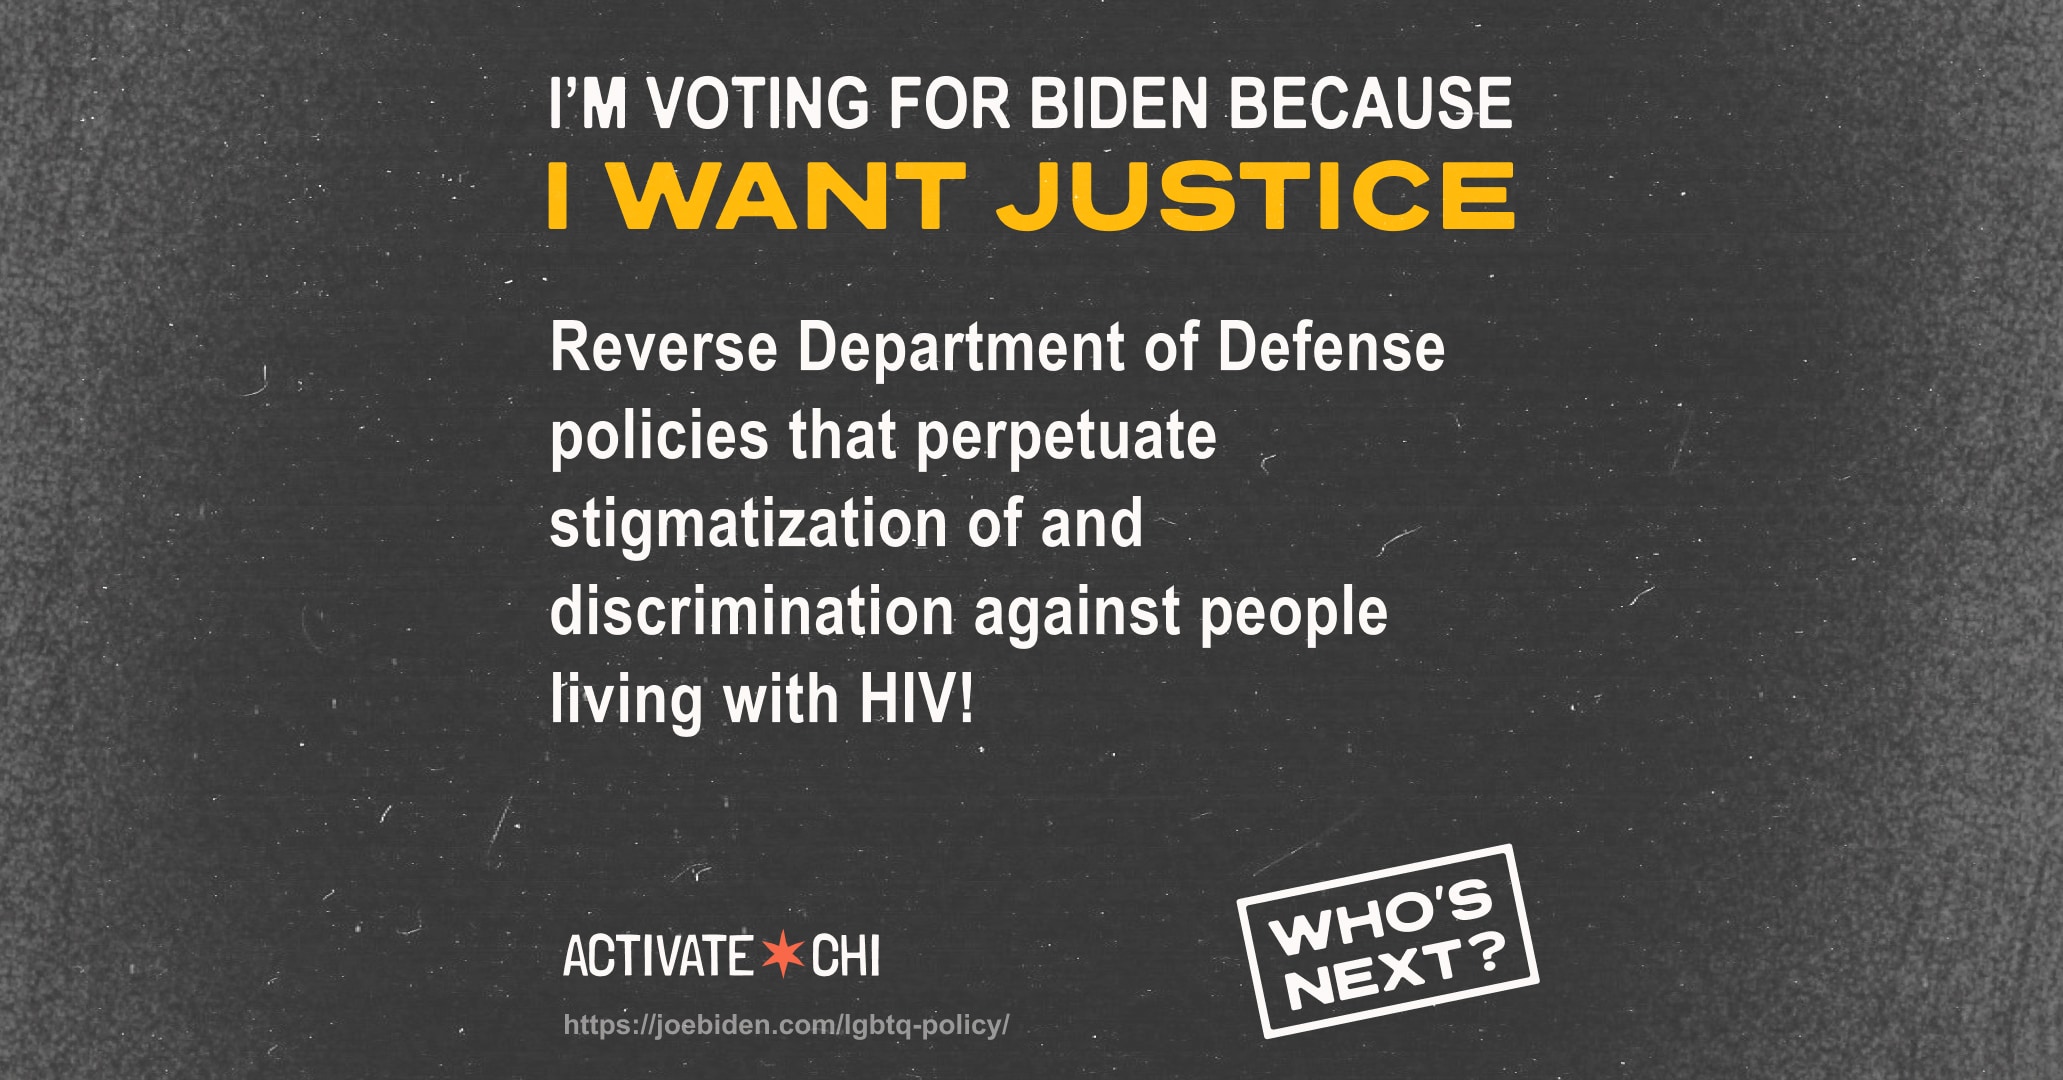 I'M VOTING FOR BIDEN BECAUSE
I WANT JUSTICE
Reverse Department of Defense
policies that perpetuate
stigmatization of and
discrimination against people
living with HIV!
ACTIVATE CHI
https://joebiden.com/lgbtq-policy/
WHO'S
NEXT?